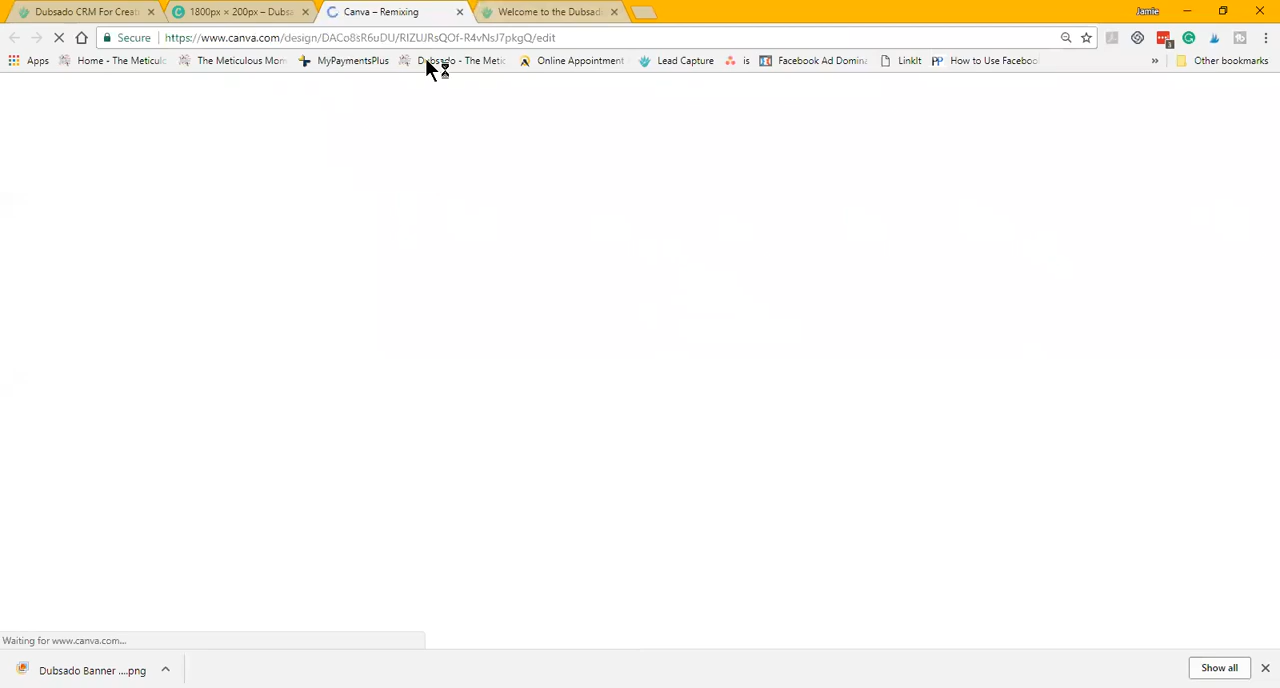 Dubsado CRM For Creati
1800px × 200px – Dubsa
Canva – Remixing
Welcome to the Dubsad
Jamie
Secure
https://www.canva.com/design/DACo8sR6uDU/RIZUJRsQOf-R4vNsJ7pkgQ/edit
3
Apps
Home - The Meticulo
The Meticulous Mom
MyPaymentsPlus
Dubsado - The Metic
Online Appointment
Lead Capture
is
Facebook Ad Domina
LinkIt
PP
How to Use Faceboo
»
Other bookmarks
Waiting for www.canva.com...
Dubsado Banner ....png
Show all